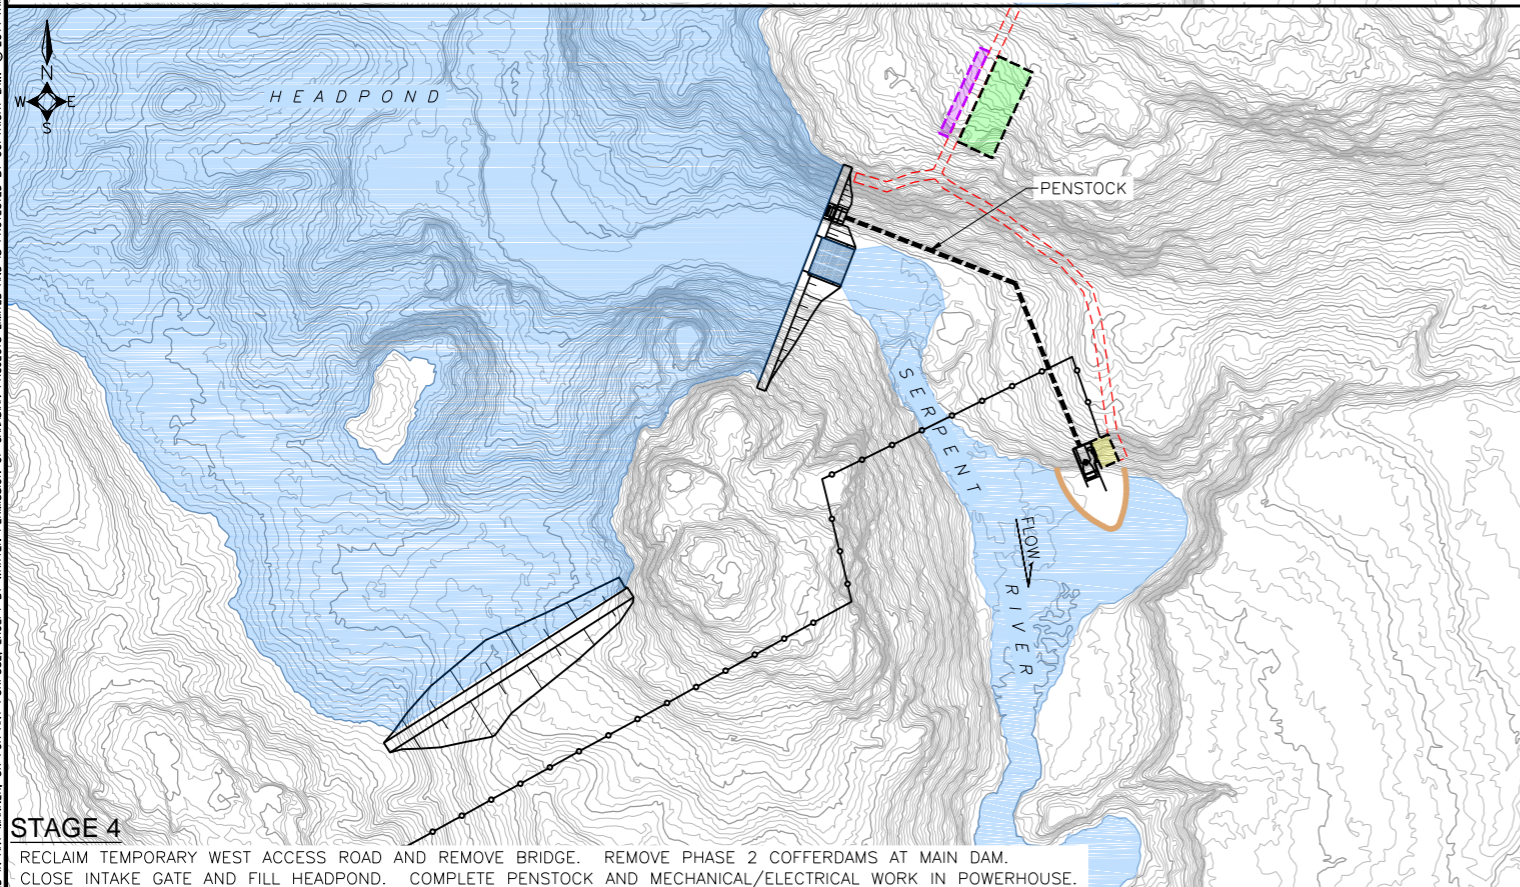 N
W E
S
HEADPOND
PENSTOCK
SERPENT
FLOW
RIVER
STAGE 4
RECLAIM TEMPORARY WEST ACCESS ROAD AND REMOVE BRIDGE. REMOVE PHASE 2 COFFERDAMS AT MAIN DAM.
CLOSE INTAKE GATE AND FILL HEADPOND. COMPLETE PENSTOCK AND MECHANICAL/ELECTRICAL WORK IN POWERHOUSE.